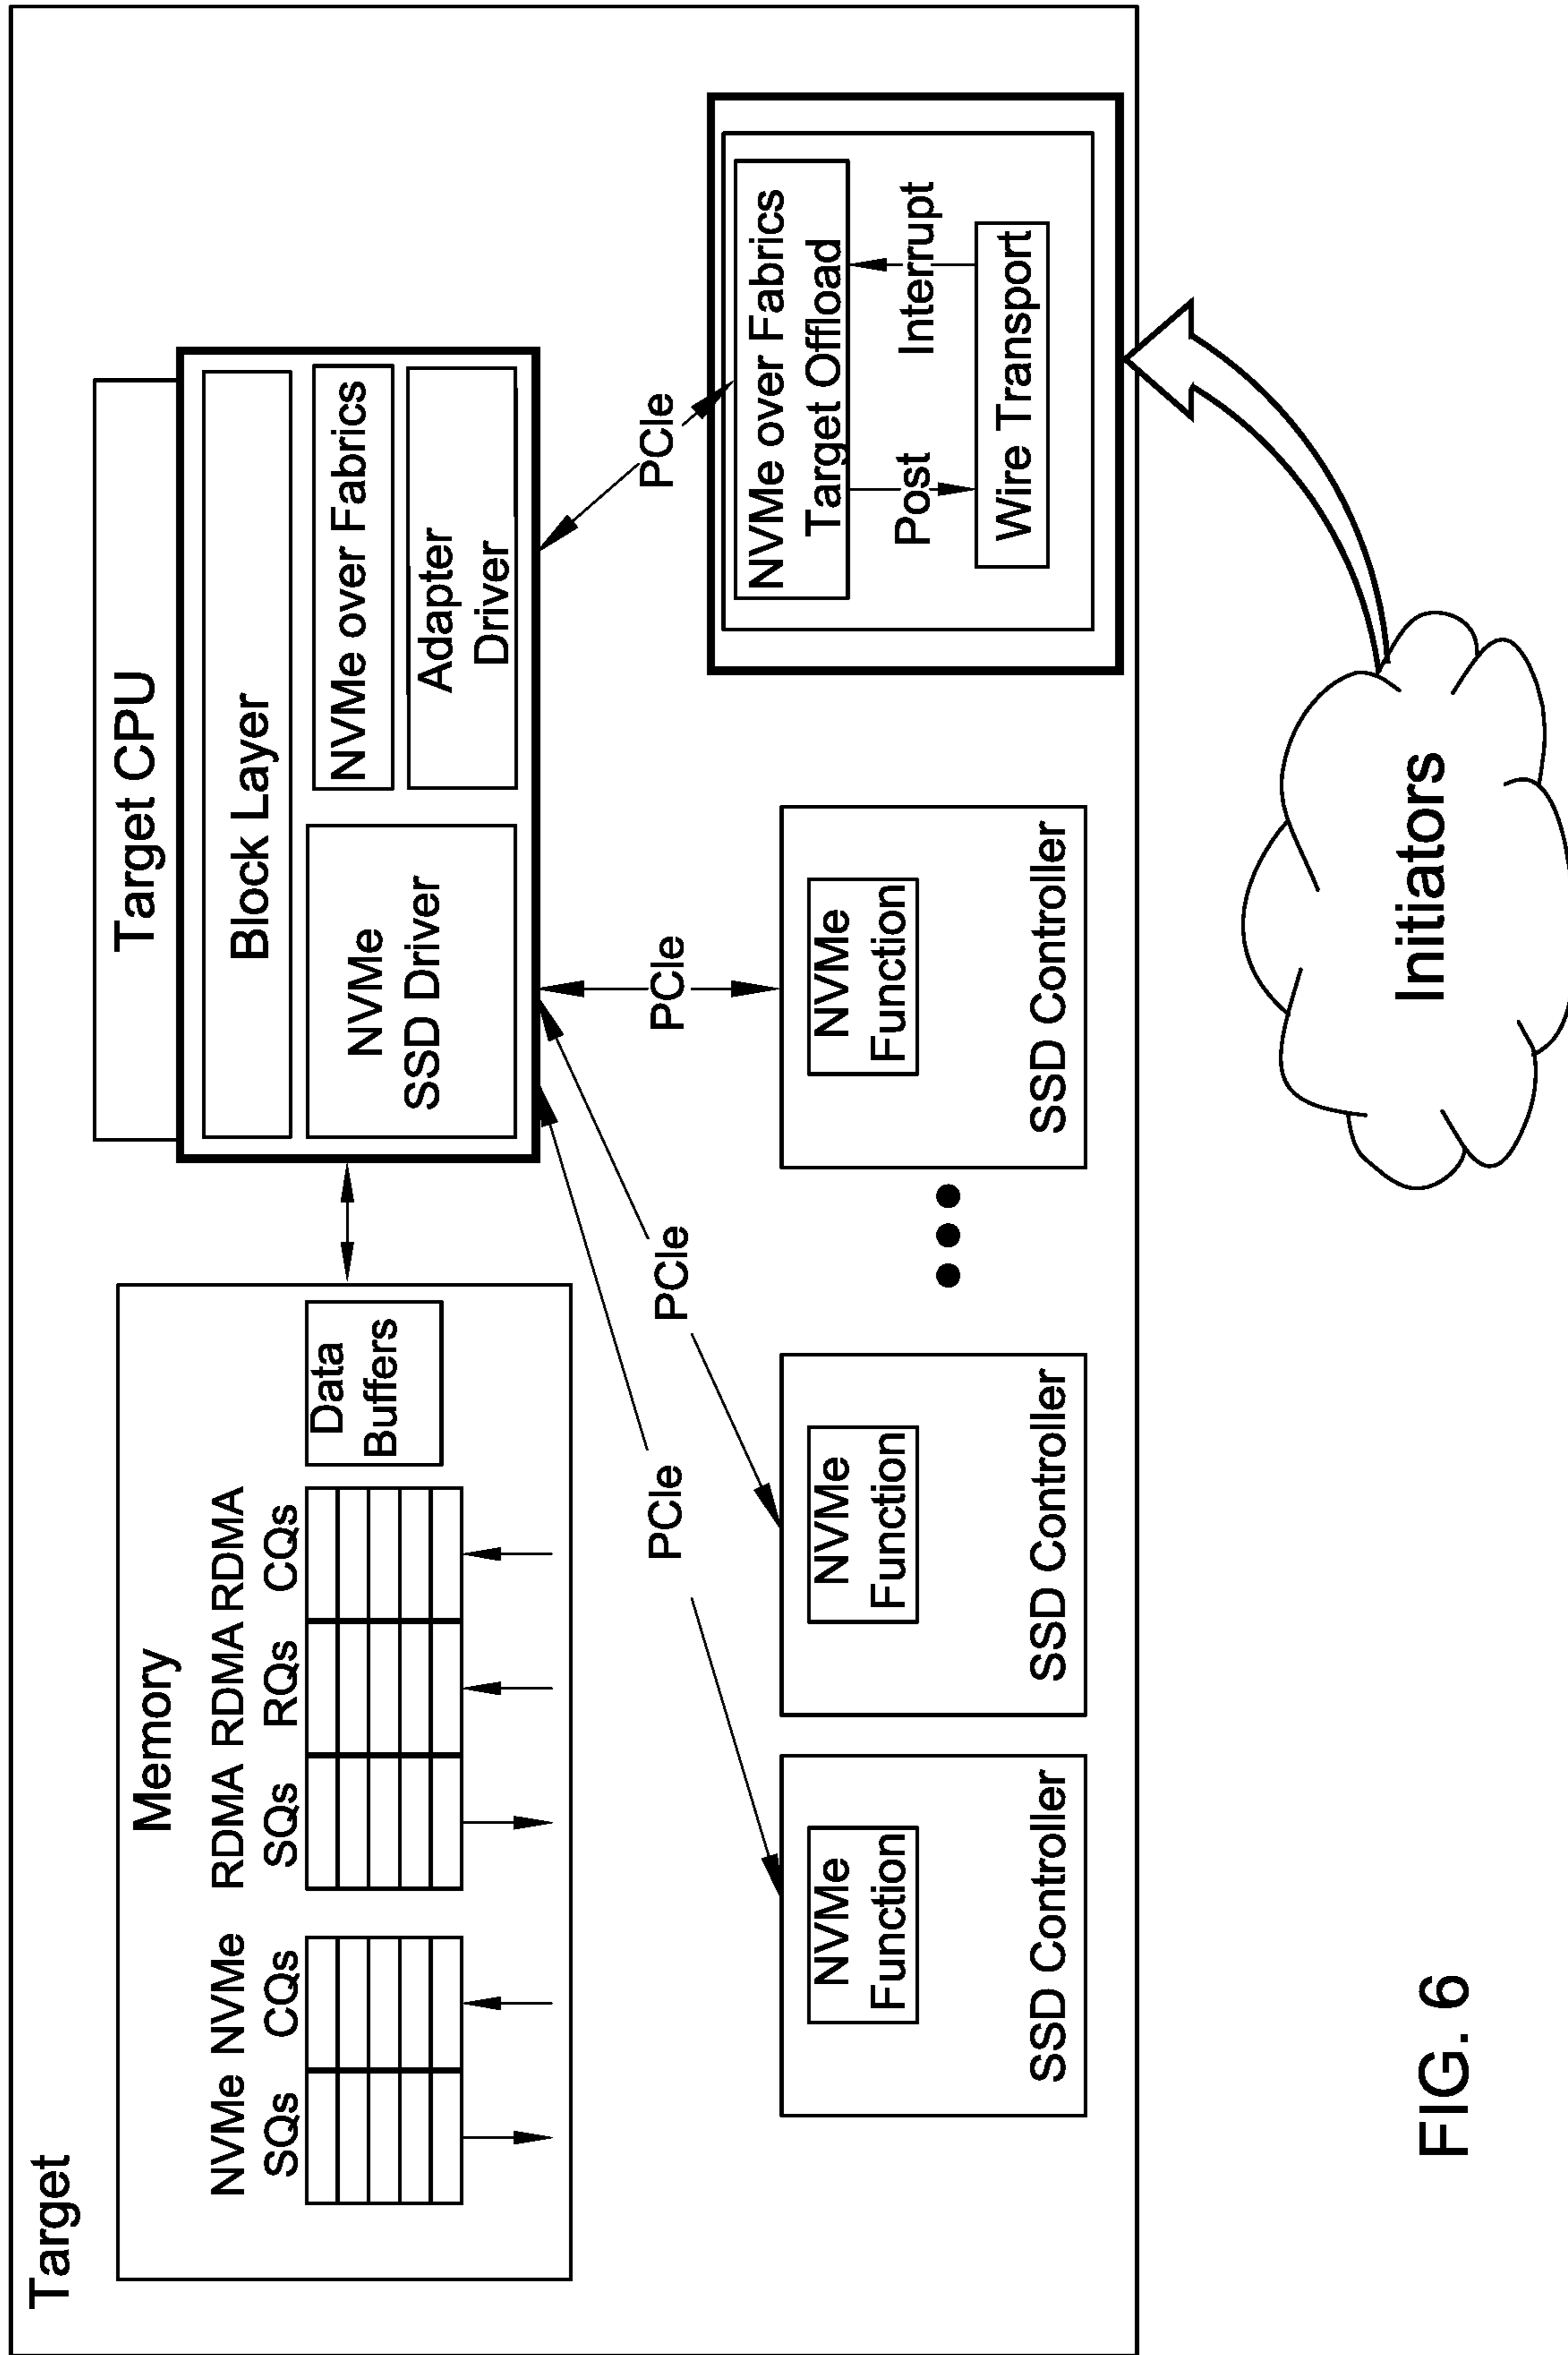 Target
Memory
NVMe NVMe
SQs CQs
RDMA RDMA RDMA
SQs RQs CQs
Data
Buffers
Target CPU
Block Layer
NVMe
SSD Driver
NVMe over Fabrics
Adapter
Driver
PCIe
PCIe
PCIe
PCIe
NVMe
Function
SSD Controller
NVMe
Function
SSD Controller
NVMe
Function
SSD Controller
NVMe over Fabrics
Target Offload
Post
Interrupt
Wire Transport
Initiators
FIG. 6